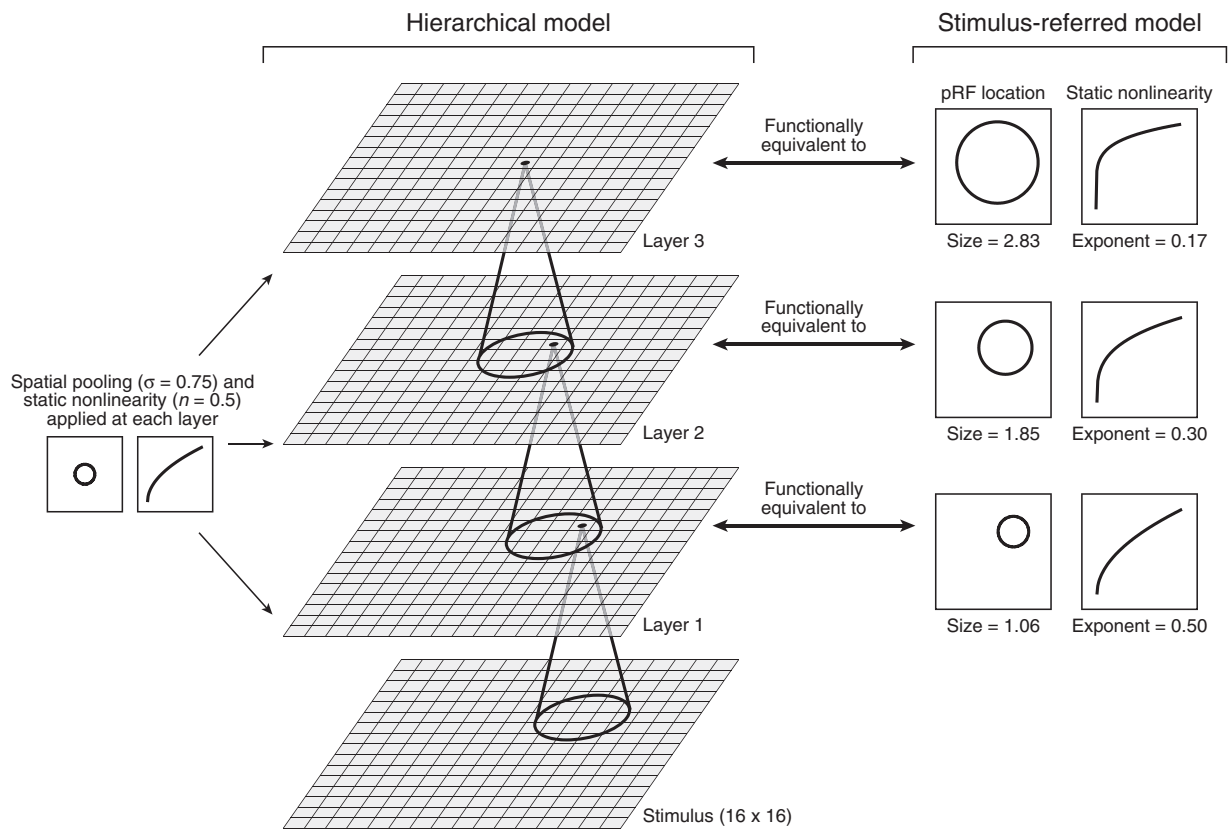 Hierarchical model
Stimulus-referred model
pRF location
Static nonlinearity
Functionally
equivalent to
Layer 3
Size = 2.83
Exponent = 0.17
Functionally
equivalent to
Spatial pooling (σ = 0.75) and
static nonlinearity (n = 0.5)
applied at each layer
Layer 2
Size = 1.85
Exponent = 0.30
Functionally
equivalent to
Layer 1
Size = 1.06
Exponent = 0.50
Stimulus (16 x 16)